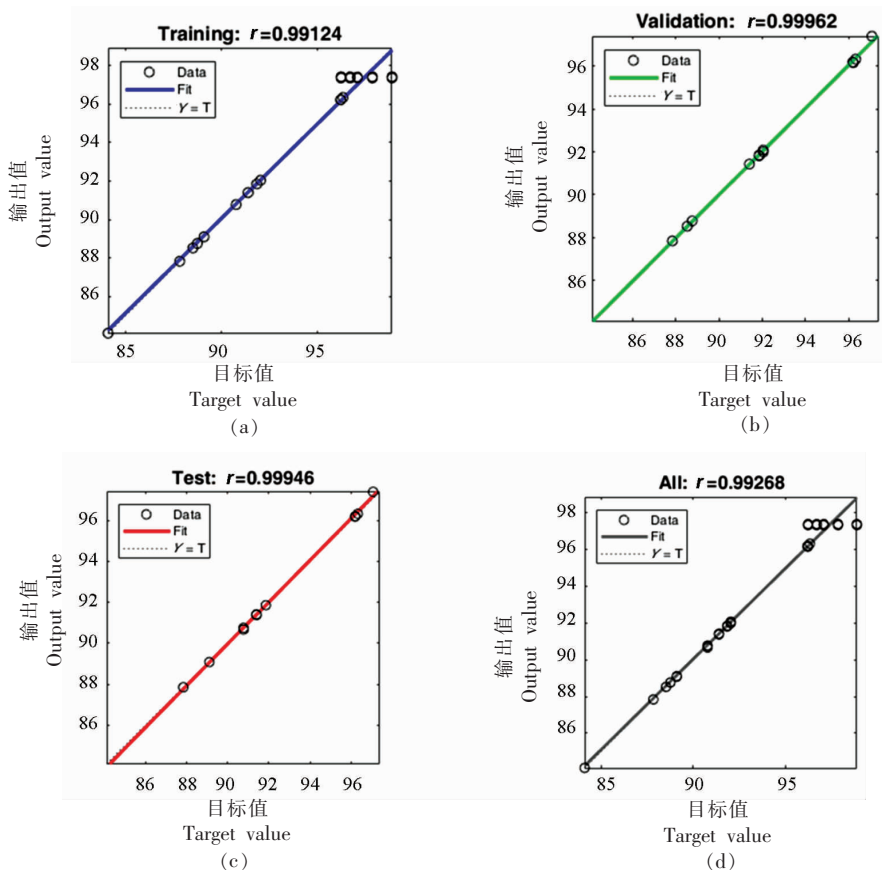 Training: r=0.99124
98
96
94
92
90
88
86
Data
Fit
Y = T
输出值
Output value
85 90 95
目标值
Target value
(a)
Validation: r=0.99962
96
94
92
90
88
86
Data
Fit
Y = T
输出值
Output value
86 88 90 92 94 96
目标值
Target value
(b)
Test: r=0.99946
96
94
92
90
88
86
Data
Fit
Y = T
输出值
Output value
86 88 90 92 94 96
目标值
Target value
(c)
All: r=0.99268
98
96
94
92
90
88
86
Data
Fit
Y = T
输出值
Output value
85 90 95
目标值
Target value
(d)